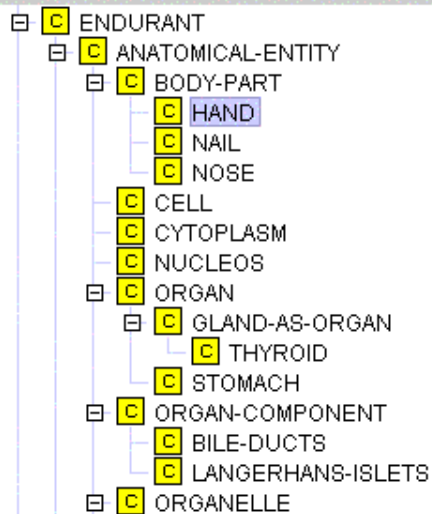 C ENDURANT
C ANATOMICAL-ENTITY
C BODY-PART
C HAND
C NAIL
C NOSE
C CELL
C CYTOPLASM
C NUCLEOS
C ORGAN
C GLAND-AS-ORGAN
C THYROID
C STOMACH
C ORGAN-COMPONENT
C BILE-DUCTS
C LANGERHANS-ISLETS
C ORGANELLE